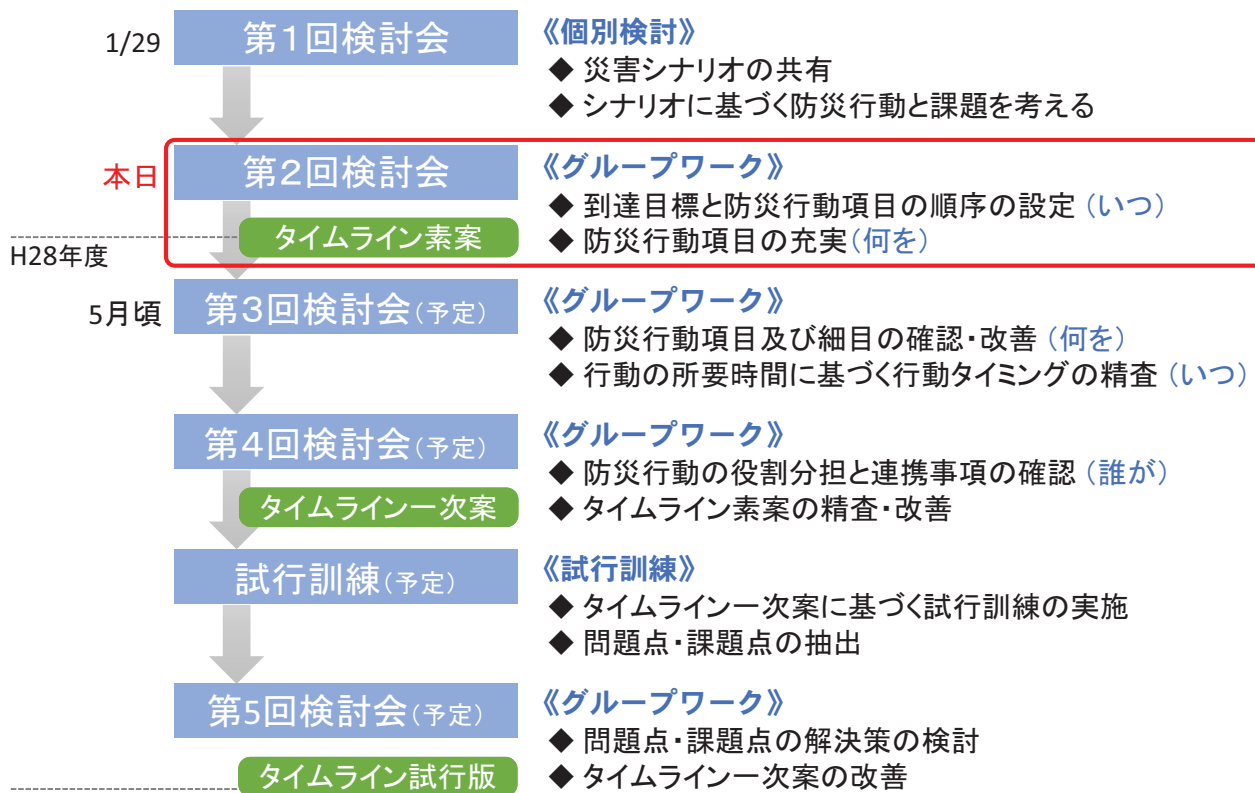 1/29
第1回検討会
《個別検討》
◆ 災害シナリオの共有
◆ シナリオに基づく防災行動と課題を考える
本日
第2回検討会
《グループワーク》
◆ 到達目標と防災行動項目の順序の設定（いつ）
◆ 防災行動項目の充実（何を）
タイムライン素案
H28年度
5月頃
第3回検討会（予定）
《グループワーク》
◆ 防災行動項目及び細目の確認・改善（何を）
◆ 行動の所要時間に基づく行動タイミングの精査（いつ）
第4回検討会（予定）
《グループワーク》
◆ 防災行動の役割分担と連携事項の確認（誰が）
◆ タイムライン素案の精査・改善
タイムライン一次案
試行訓練（予定）
《試行訓練》
◆ タイムライン一次案に基づく試行訓練の実施
◆ 問題点・課題点の抽出
第5回検討会（予定）
《グループワーク》
◆ 問題点・課題点の解決策の検討
◆ タイムライン一次案の改善
タイムライン試行版